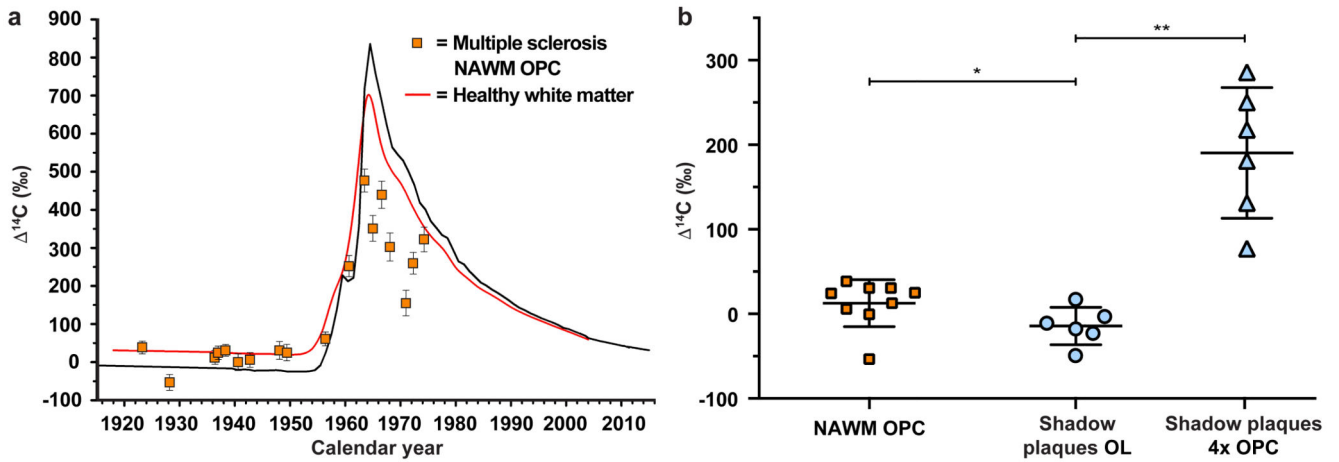 a
900
800
700
600
500
400
300
200
100
0
-100
Δ¹⁴C (‰)
1920 1930 1940 1950 1960 1970 1980 1990 2000 2010
Calendar year
= Multiple sclerosis
NAWM OPC
= Healthy white matter
b
300
200
100
0
-100
Δ¹⁴C (‰)
*
**
NAWM OPC
Shadow
plaques OL
Shadow plaques
4x OPC